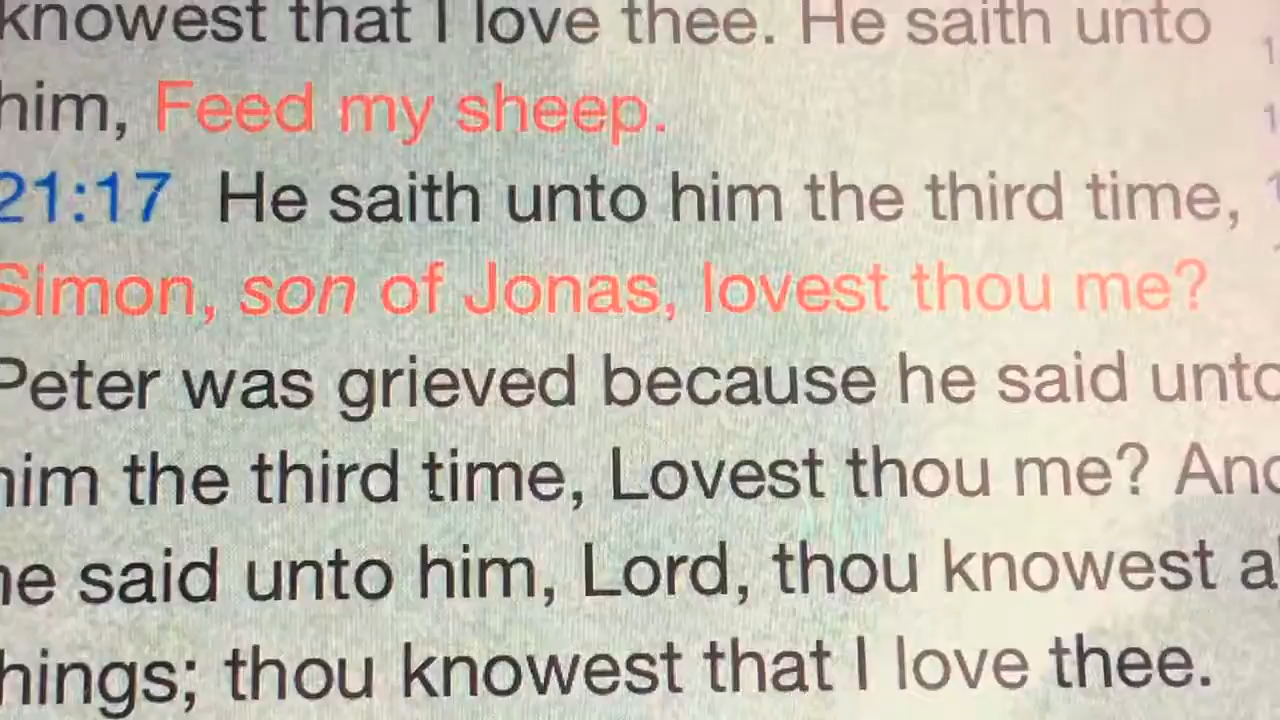 knowest that I love thee. He saith unto
him, Feed my sheep.
21:17 He saith unto him the third time,
Simon, son of Jonas, lovest thou me?
Peter was grieved because he said unto
him the third time, Lovest thou me? And
he said unto him, Lord, thou knowest al
hings; thou knowest that I love thee.